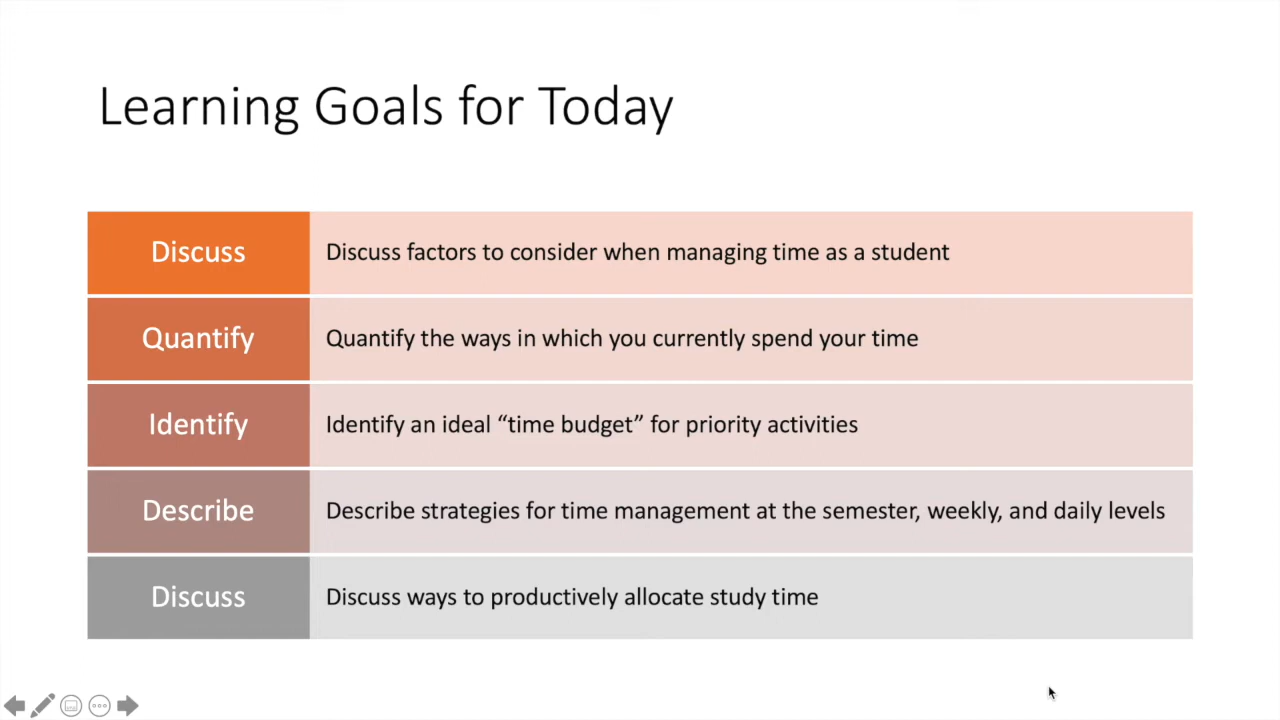 Learning Goals for Today
Discuss
Discuss factors to consider when managing time as a student
Quantify
Quantify the ways in which you currently spend your time
Identify
Identify an ideal “time budget” for priority activities
Describe
Describe strategies for time management at the semester, weekly, and daily levels
Discuss
Discuss ways to productively allocate study time